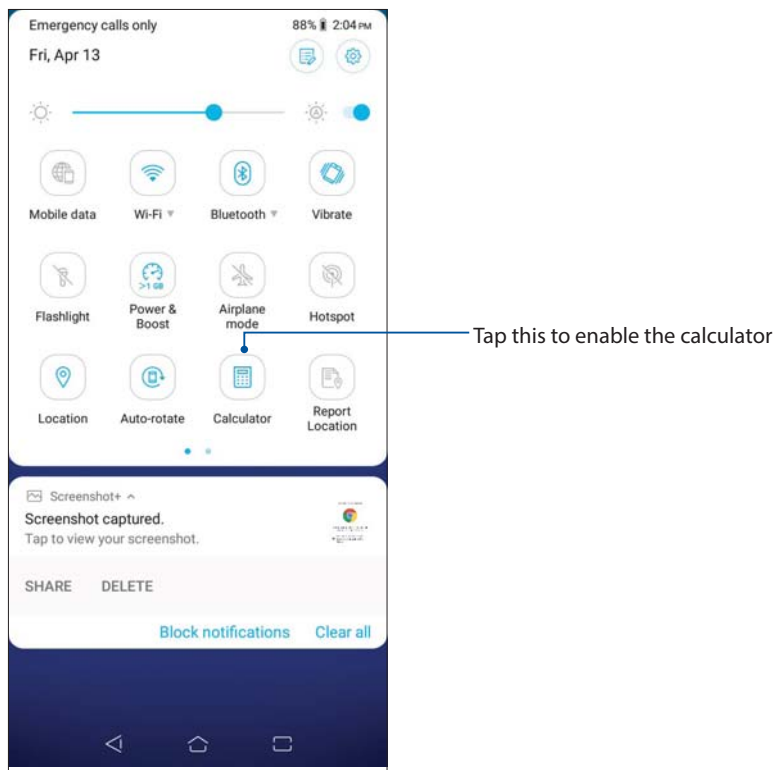 Emergency calls only 88% 2:04 PM
Fri, Apr 13
Mobile data Wi-Fi Bluetooth Vibrate
>1 GB
Flashlight Power & Boost Airplane mode Hotspot
Tap this to enable the calculator
Location Auto-rotate Calculator Report Location
Screenshot+
Screenshot captured.
Tap to view your screenshot.
SHARE DELETE
Block notifications Clear all